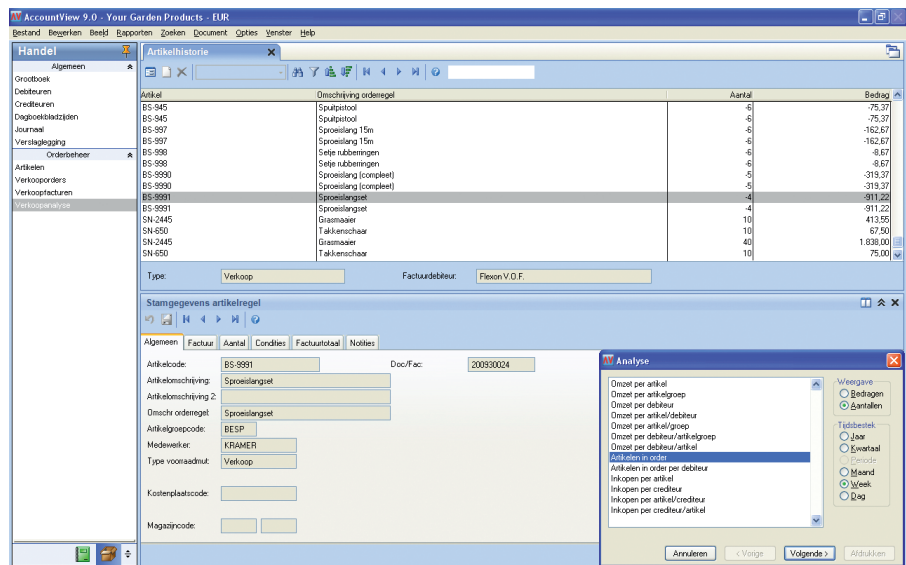 AccountView 9.0 - Your Garden Products - EUR
Bestand Bewerken Beeld Rapporten Zoeken Document Opties Venster Help
Handel
Algemeen
Grootboek
Debiteuren
Crediteuren
Dagboekbladzijden
Journaal
Verslaglegging
Orderbeheer
Artikelen
Verkooporders
Verkoopfacturen
Verkoopanalyse
Artikelhistorie
Artikel Omschrijving orderregel Aantal Bedrag
BS-945 Spuitpistool -6 -75,37
BS-945 Spuitpistool -6 -75,37
BS-997 Sproeislang 15m -6 -162,67
BS-997 Sproeislang 15m -6 -162,67
BS-998 Setje rubberringen -6 -8,67
BS-998 Setje rubberringen -6 -8,67
BS-9990 Sproeislang (compleet) -5 -319,37
BS-9990 Sproeislang (compleet) -5 -319,37
BS-9991 Sproeislangset -4 -911,22
BS-9991 Sproeislangset -4 -911,22
SN-2445 Grasmaaier 10 413,55
SN-650 Takkenschaar 10 67,50
SN-2445 Grasmaaier 40 1.838,00
SN-650 Takkenschaar 10 75,00
Type: Verkoop Factuurdebiteur: Flexon V.O.F.
Stamgegevens artikelregel
Algemeen Factuur Aantal Condities Factuurtotaal Notities
Artikelcode: BS-9991 Doc/Fac: 200930024
Artikelomschrijving: Sproeislangset
Artikelomschrijving 2:
Omschr orderregel: Sproeislangset
Artikelgroepcode: BESP
Medewerker: KRAMER
Type voorraadmut: Verkoop
Kostenplaatscode:
Magazijncode:
Analyse
Omzet per artikel
Omzet per artikelgroep
Omzet per debiteur
Omzet per artikel/debiteur
Omzet per artikel/groep
Omzet per debiteur/artikelgroep
Omzet per debiteur/artikel
Artikelen in order
Artikelen in order per debiteur
Inkopen per artikel
Inkopen per crediteur
Inkopen per artikel/crediteur
Inkopen per crediteur/artikel
Weergave
Bedragen
Aantallen
Tijdsbestek
Jaar
Kwartaal
Periode
Maand
Week
Dag
Annuleren < Vorige Volgende > Afdrukken